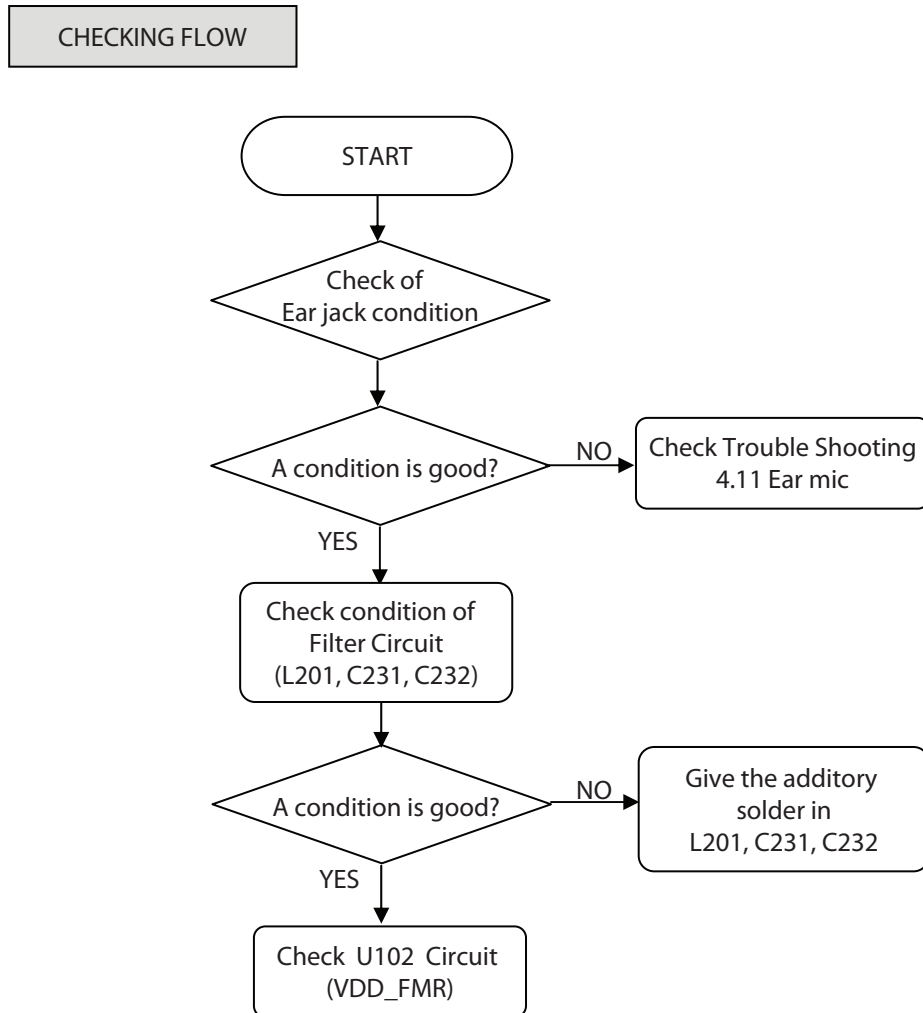 CHECKING FLOW
START
Check of
Ear jack condition
A condition is good?
NO
Check Trouble Shooting
4.11 Ear mic
YES
Check condition of
Filter Circuit
(L201, C231, C232)
A condition is good?
NO
Give the additory
solder in
L201, C231, C232
YES
Check U102 Circuit
(VDD_FMR)